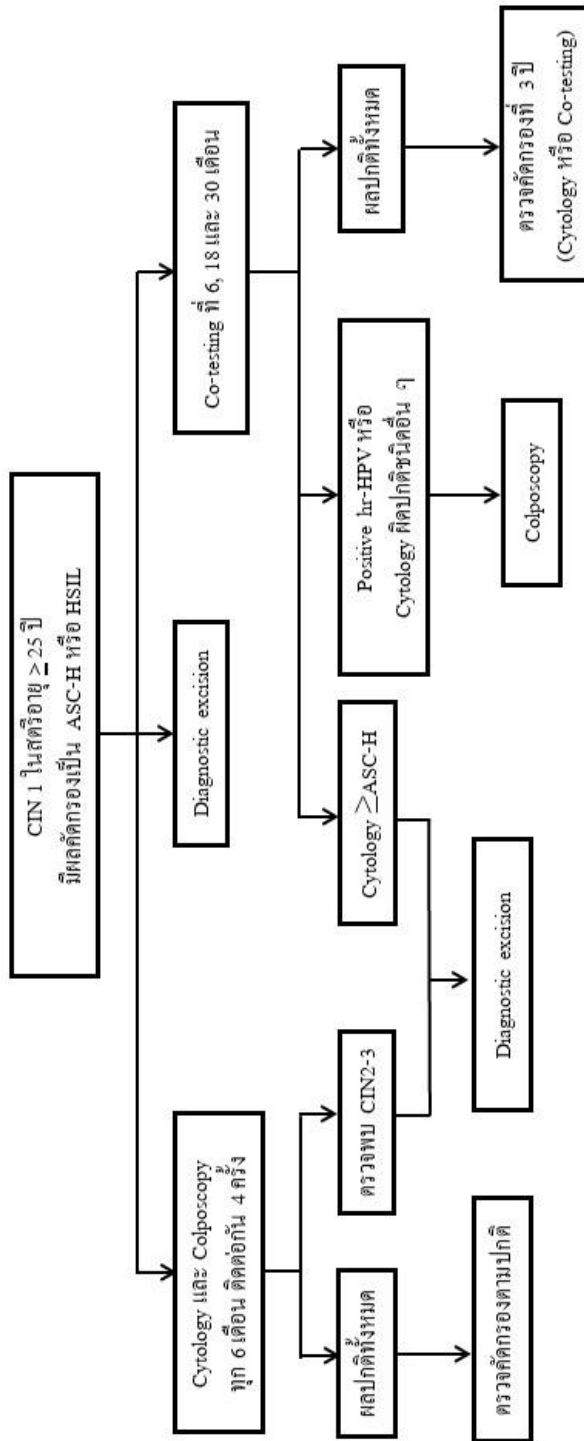 CIN 1 ในสตรีอายุ ≥ 25 ปี
มีผลคัดกรองเป็น ASC-H หรือ HSIL
Cytology และ Colposcopy
ทุก 6 เดือน ติดต่อกัน 4 ครั้ง
Diagnostic excision
Co-testing ที่ 6, 18 และ 30 เดือน
ผลปกติทั้งหมด
ตรวจพบ CIN2-3
Cytology ≥ASC-H
Positive hr-HPV หรือ
Cytology ผิดปกติชนิดอื่น ๆ
ผลปกติทั้งหมด
ตรวจคัดกรองตามปกติ
Diagnostic excision
Colposcopy
ตรวจคัดกรองที่ 3 ปี
(Cytology หรือ Co-testing)